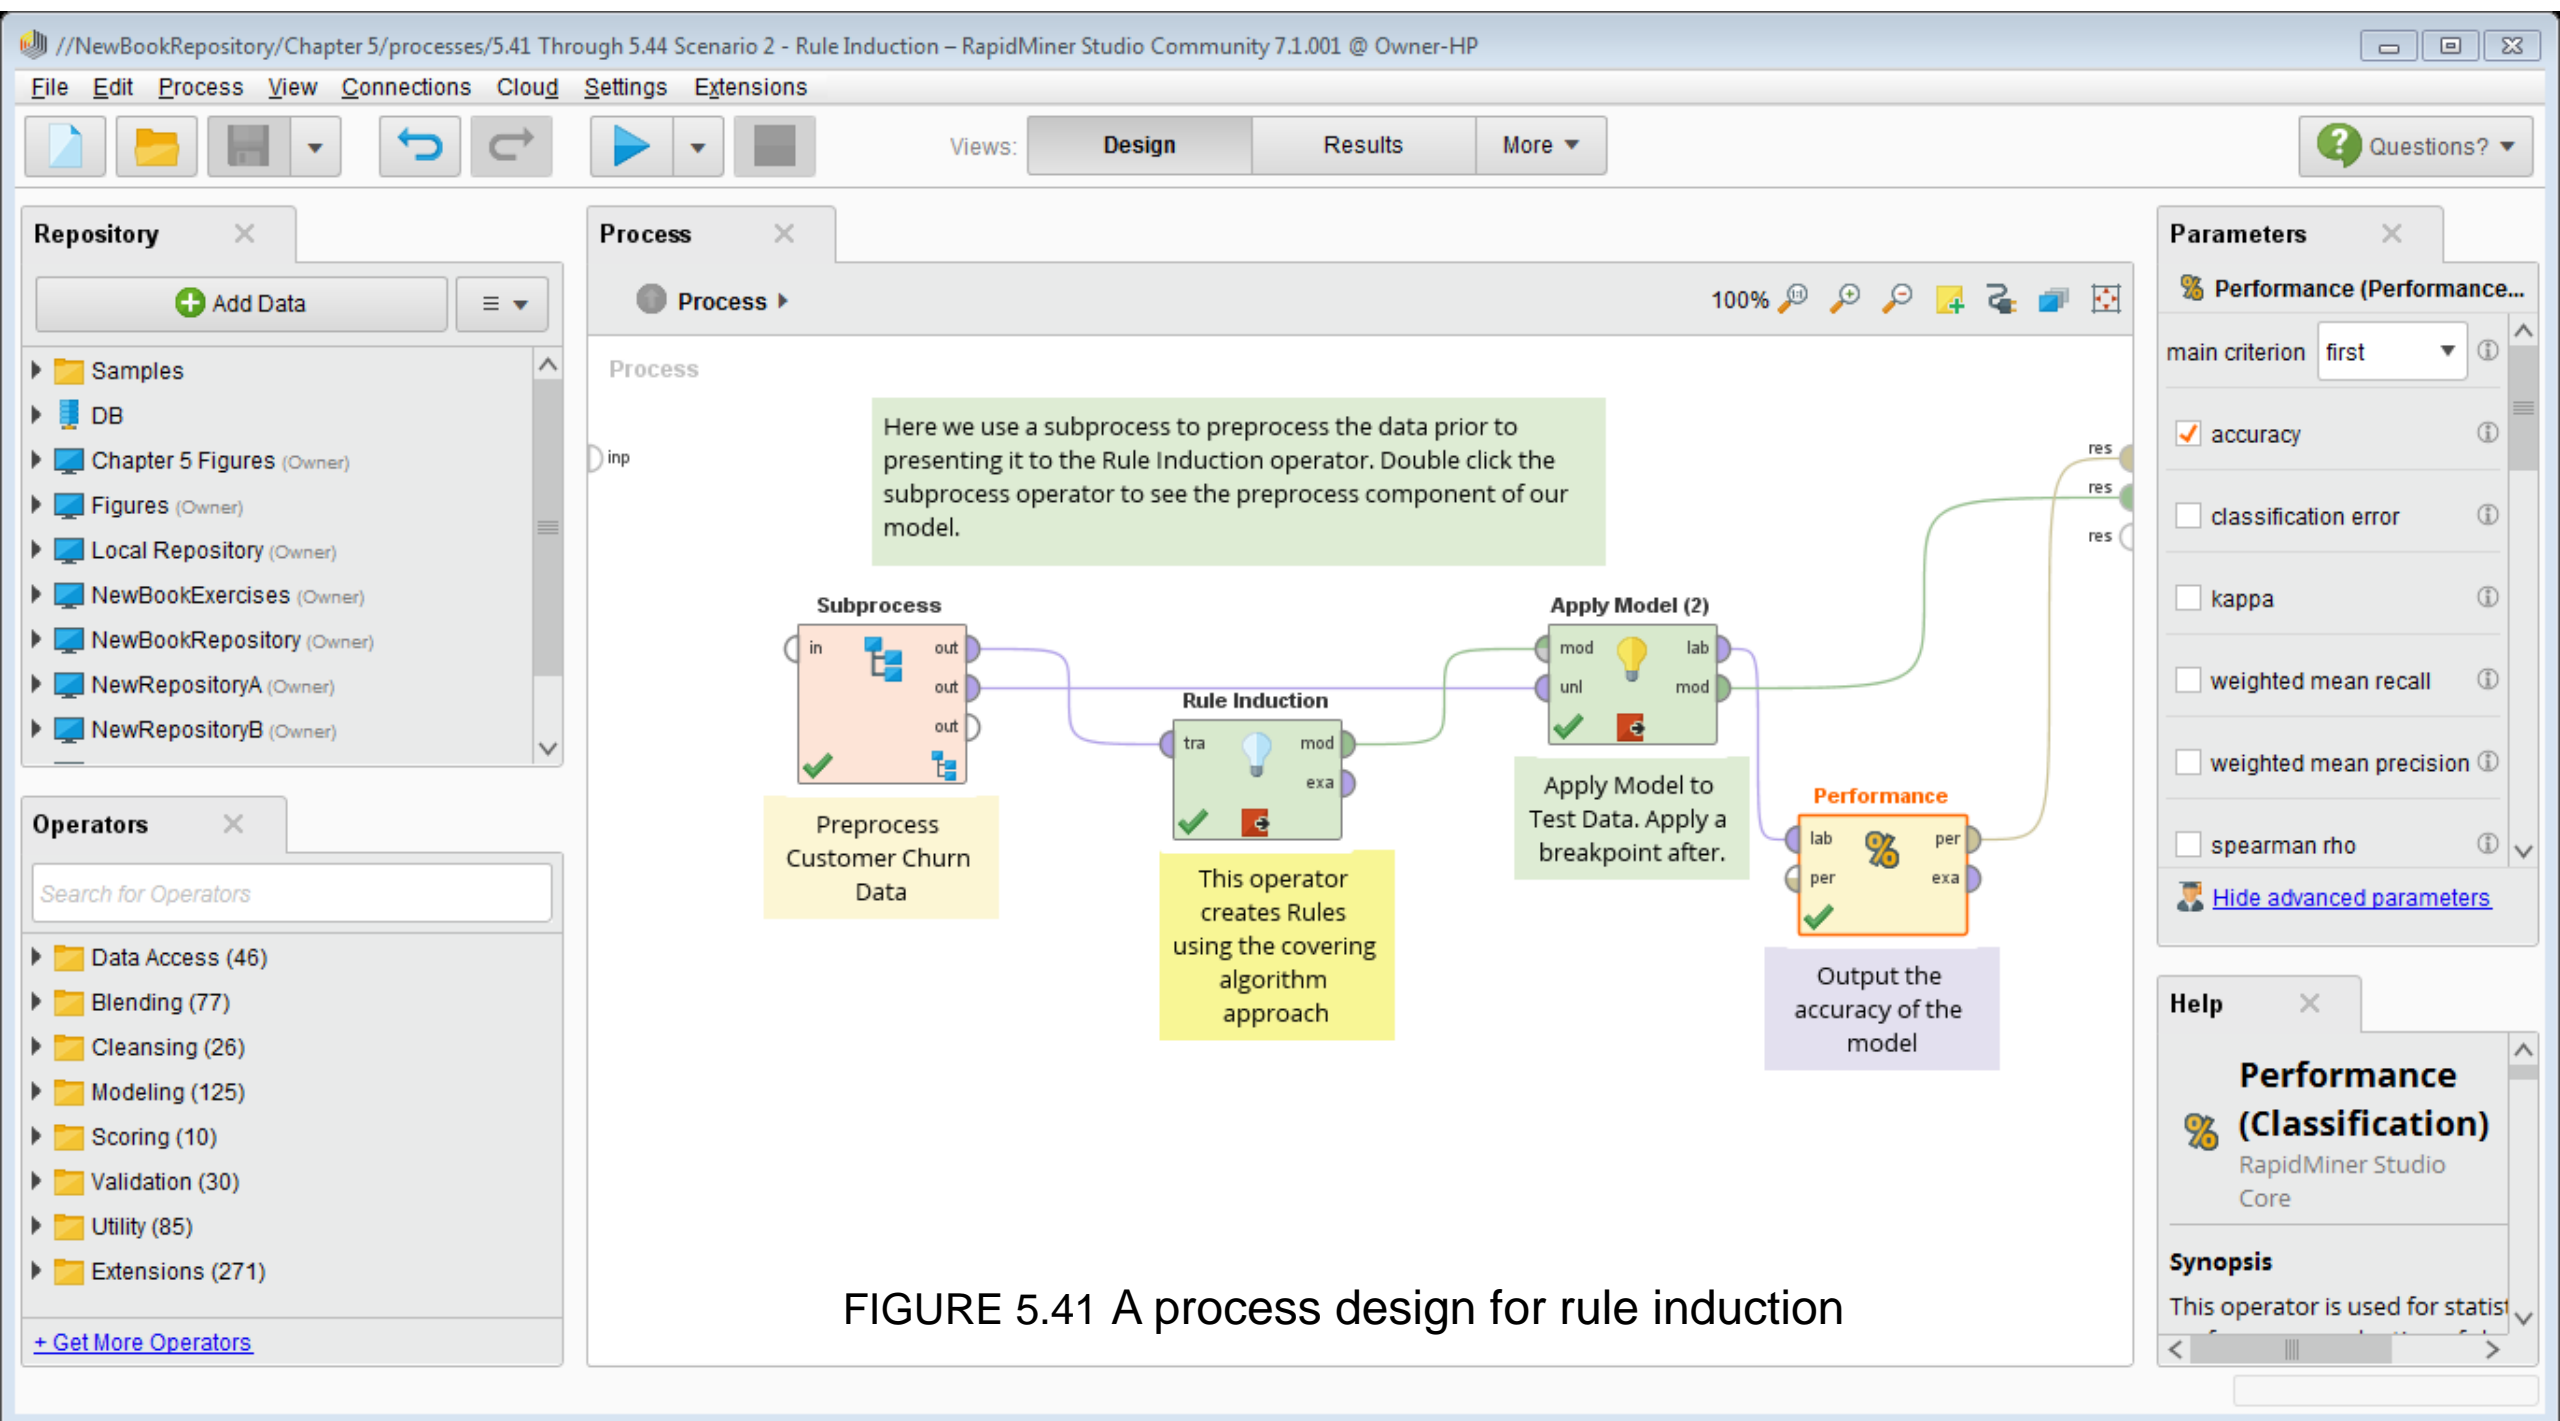 //NewBookRepository/Chapter 5/processes/5.41 Through 5.44 Scenario 2 - Rule Induction – RapidMiner Studio Community 7.1.001 @ Owner-HP
File Edit Process View Connections Cloud Settings Extensions
Views: Design Results More
Questions?
Repository
Add Data
Samples
DB
Chapter 5 Figures (Owner)
Figures (Owner)
Local Repository (Owner)
NewBookExercises (Owner)
NewBookRepository (Owner)
NewRepositoryA (Owner)
NewRepositoryB (Owner)
Operators
Search for Operators
Data Access (46)
Blending (77)
Cleansing (26)
Modeling (125)
Scoring (10)
Validation (30)
Utility (85)
Extensions (271)
+ Get More Operators
Process
Process
100%
Process
inp
Here we use a subprocess to preprocess the data prior to
presenting it to the Rule Induction operator. Double click the
subprocess operator to see the preprocess component of our
model.
res
res
res
Subprocess
in out
out
out
Preprocess
Customer Churn
Data
Rule Induction
tra mod
exa
This operator
creates Rules
using the covering
algorithm
approach
Apply Model (2)
mod lab
unl mod
Apply Model to
Test Data. Apply a
breakpoint after.
Performance
lab per
per exa
Output the
accuracy of the
model
FIGURE 5.41 A process design for rule induction
Parameters
Performance (Performance...
main criterion first
accuracy
classification error
kappa
weighted mean recall
weighted mean precision
spearman rho
Hide advanced parameters
Help
Performance
(Classification)
RapidMiner Studio
Core
Synopsis
This operator is used for statist